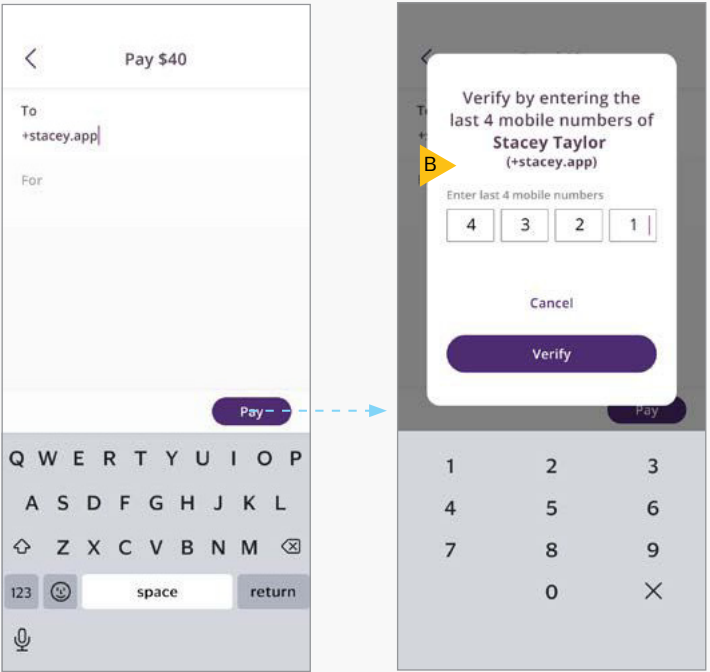 Pay $40
To
+stacey.app
For
Pay
Q W E R T Y U I O P
A S D F G H J K L
Z X C V B N M
123 space return
Verify by entering the
last 4 mobile numbers of
Stacey Taylor
(+stacey.app)
B
Enter last 4 mobile numbers
4 3 2 1
Cancel
Verify
Pay
1 2 3
4 5 6
7 8 9
0